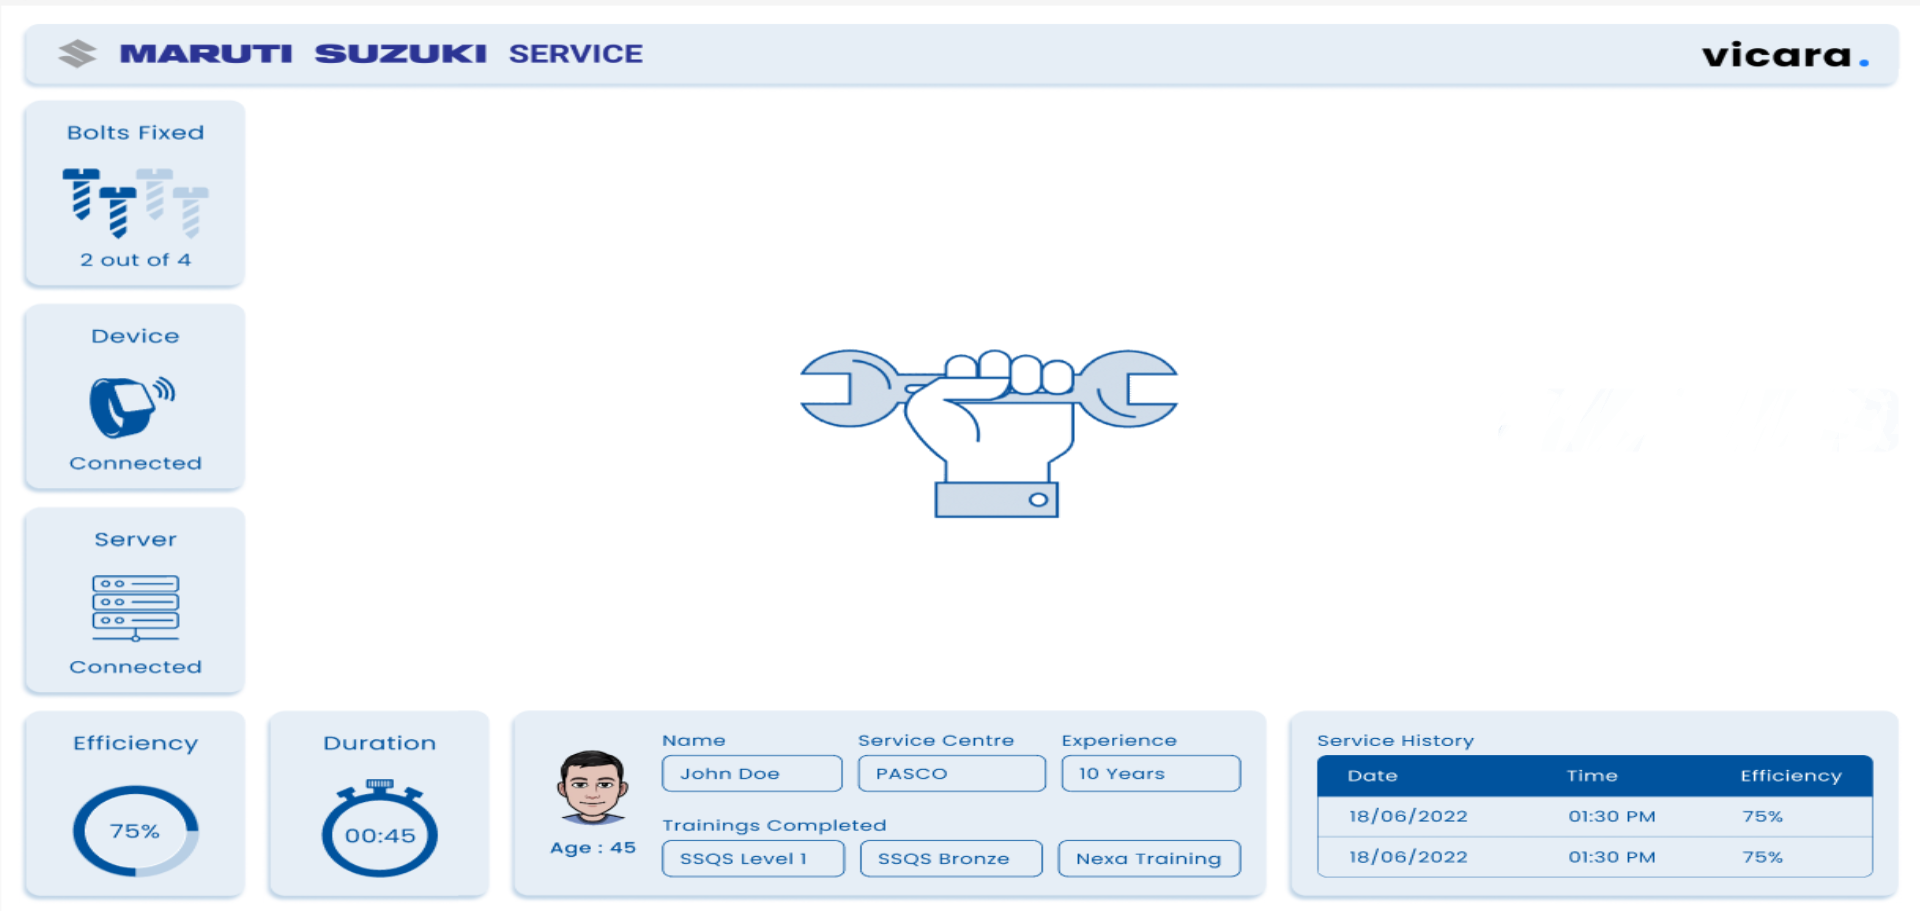 MARUTI SUZUKI SERVICE
vicara.
Bolts Fixed
2 out of 4
Device
Connected
Server
Connected
Efficiency
75%
Duration
00:45
Age : 45
Name
Service Centre
Experience
John Doe
PASCO
10 Years
Trainings Completed
SSQS Level 1
SSQS Bronze
Nexa Training
Service History
Date Time Efficiency
18/06/2022 01:30 PM 75%
18/06/2022 01:30 PM 75%